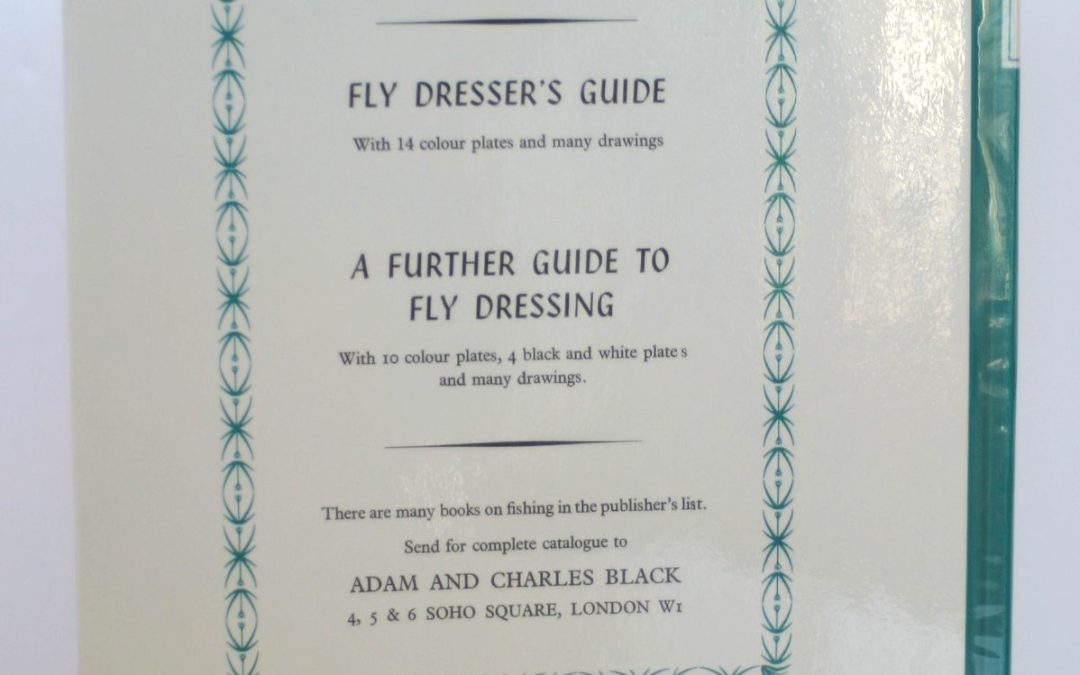 FLY DRESSER'S GUIDE
With 14 colour plates and many drawings
A FURTHER GUIDE TO
FLY DRESSING
With 10 colour plates, 4 black and white plate s
and many drawings.
There are many books on fishing in the publisher's list.
Send for complete catalogue to
ADAM AND CHARLES BLACK
4, 5 & 6 SOHO SQUARE, LONDON W1